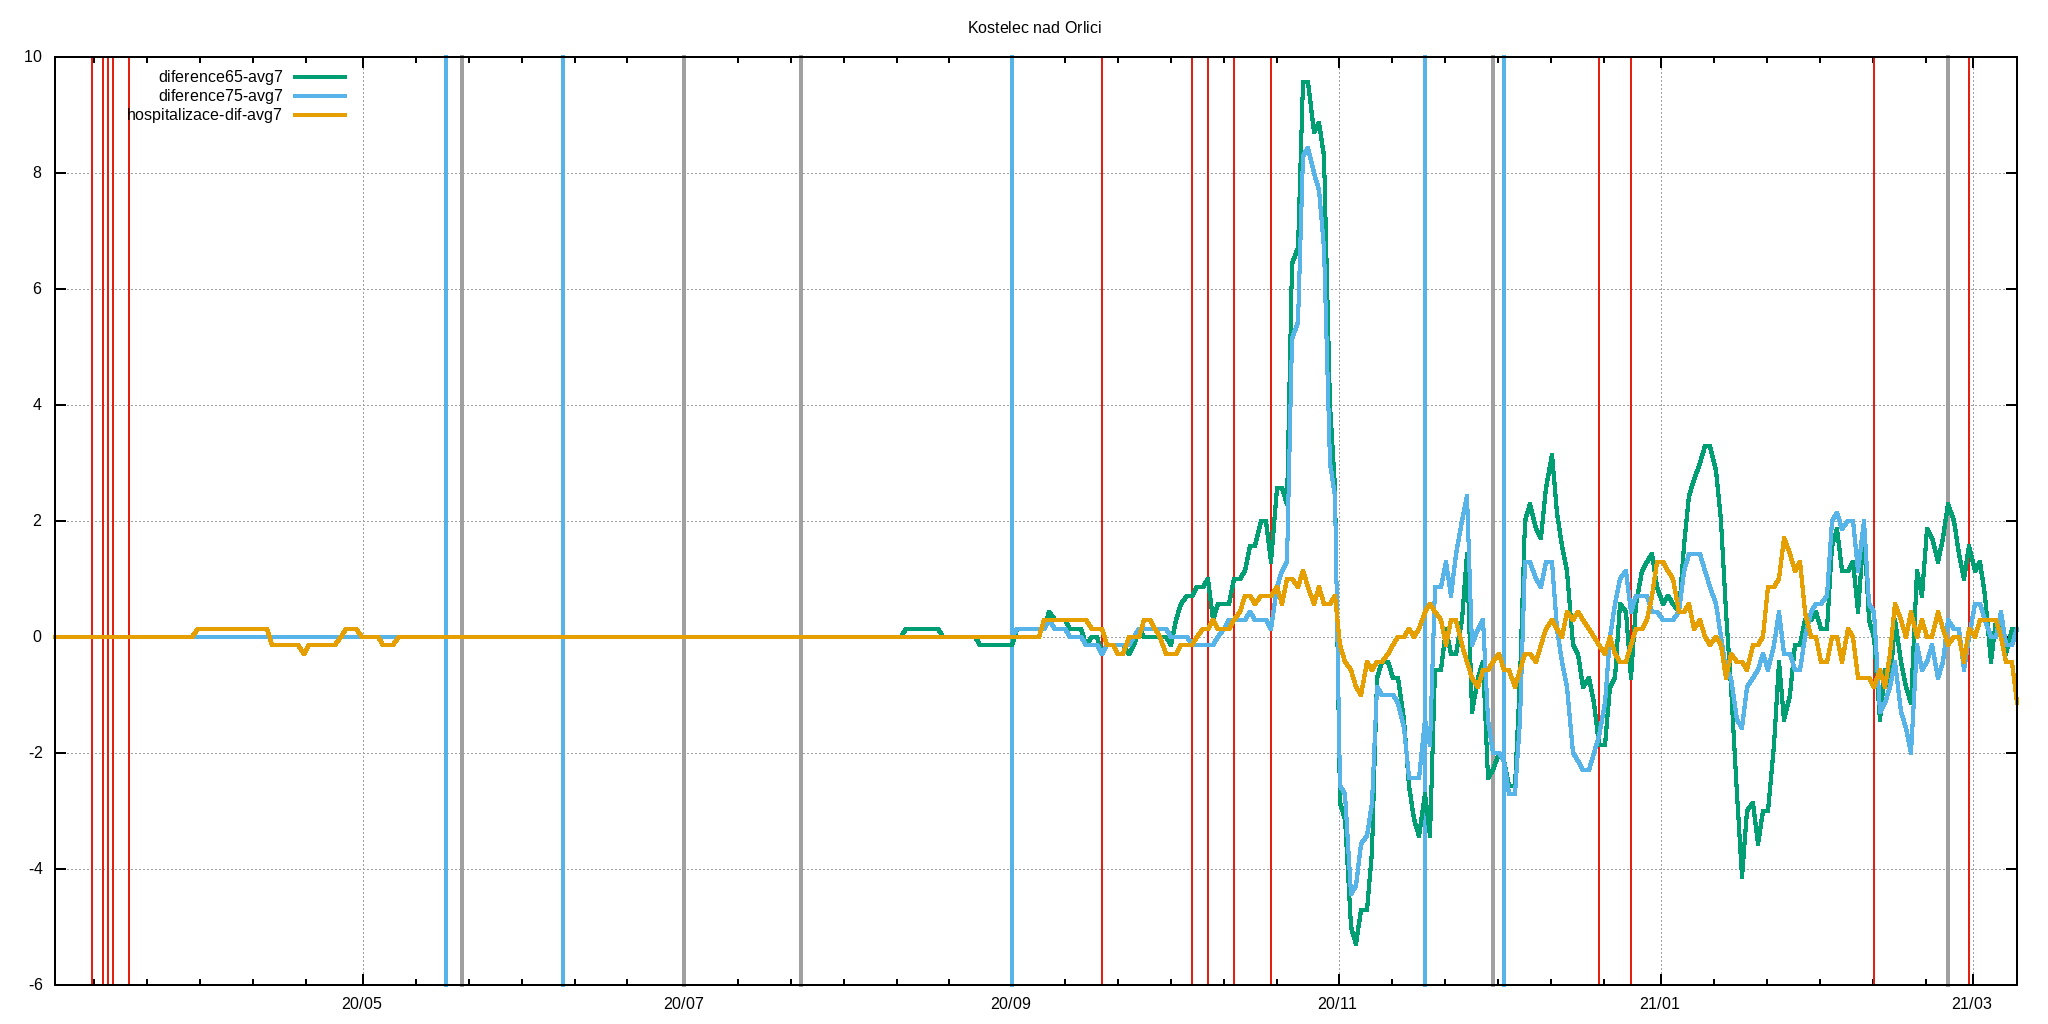 Kostelec nad Orlici
diference65-avg7
diference75-avg7
hospitalizace-dif-avg7
10
8
6
4
2
0
-2
-4
-6
20/05 20/07 20/09 20/11 21/01 21/03